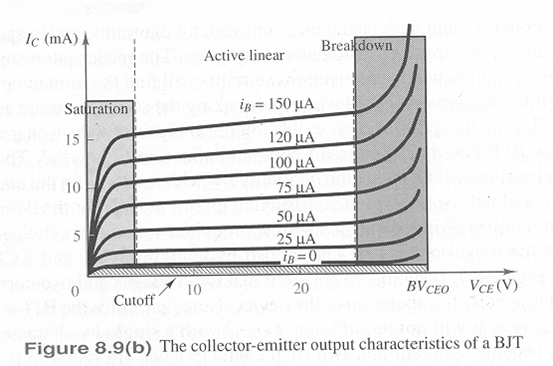 I_C (mA)
Active linear
Breakdown
Saturation
i_B = 150 μA
15
120 μA
100 μA
10
75 μA
50 μA
5
25 μA
i_B = 0
0
10
20
BV_CEO
V_CE (V)
Cutoff
Figure 8.9(b) The collector-emitter output characteristics of a BJT